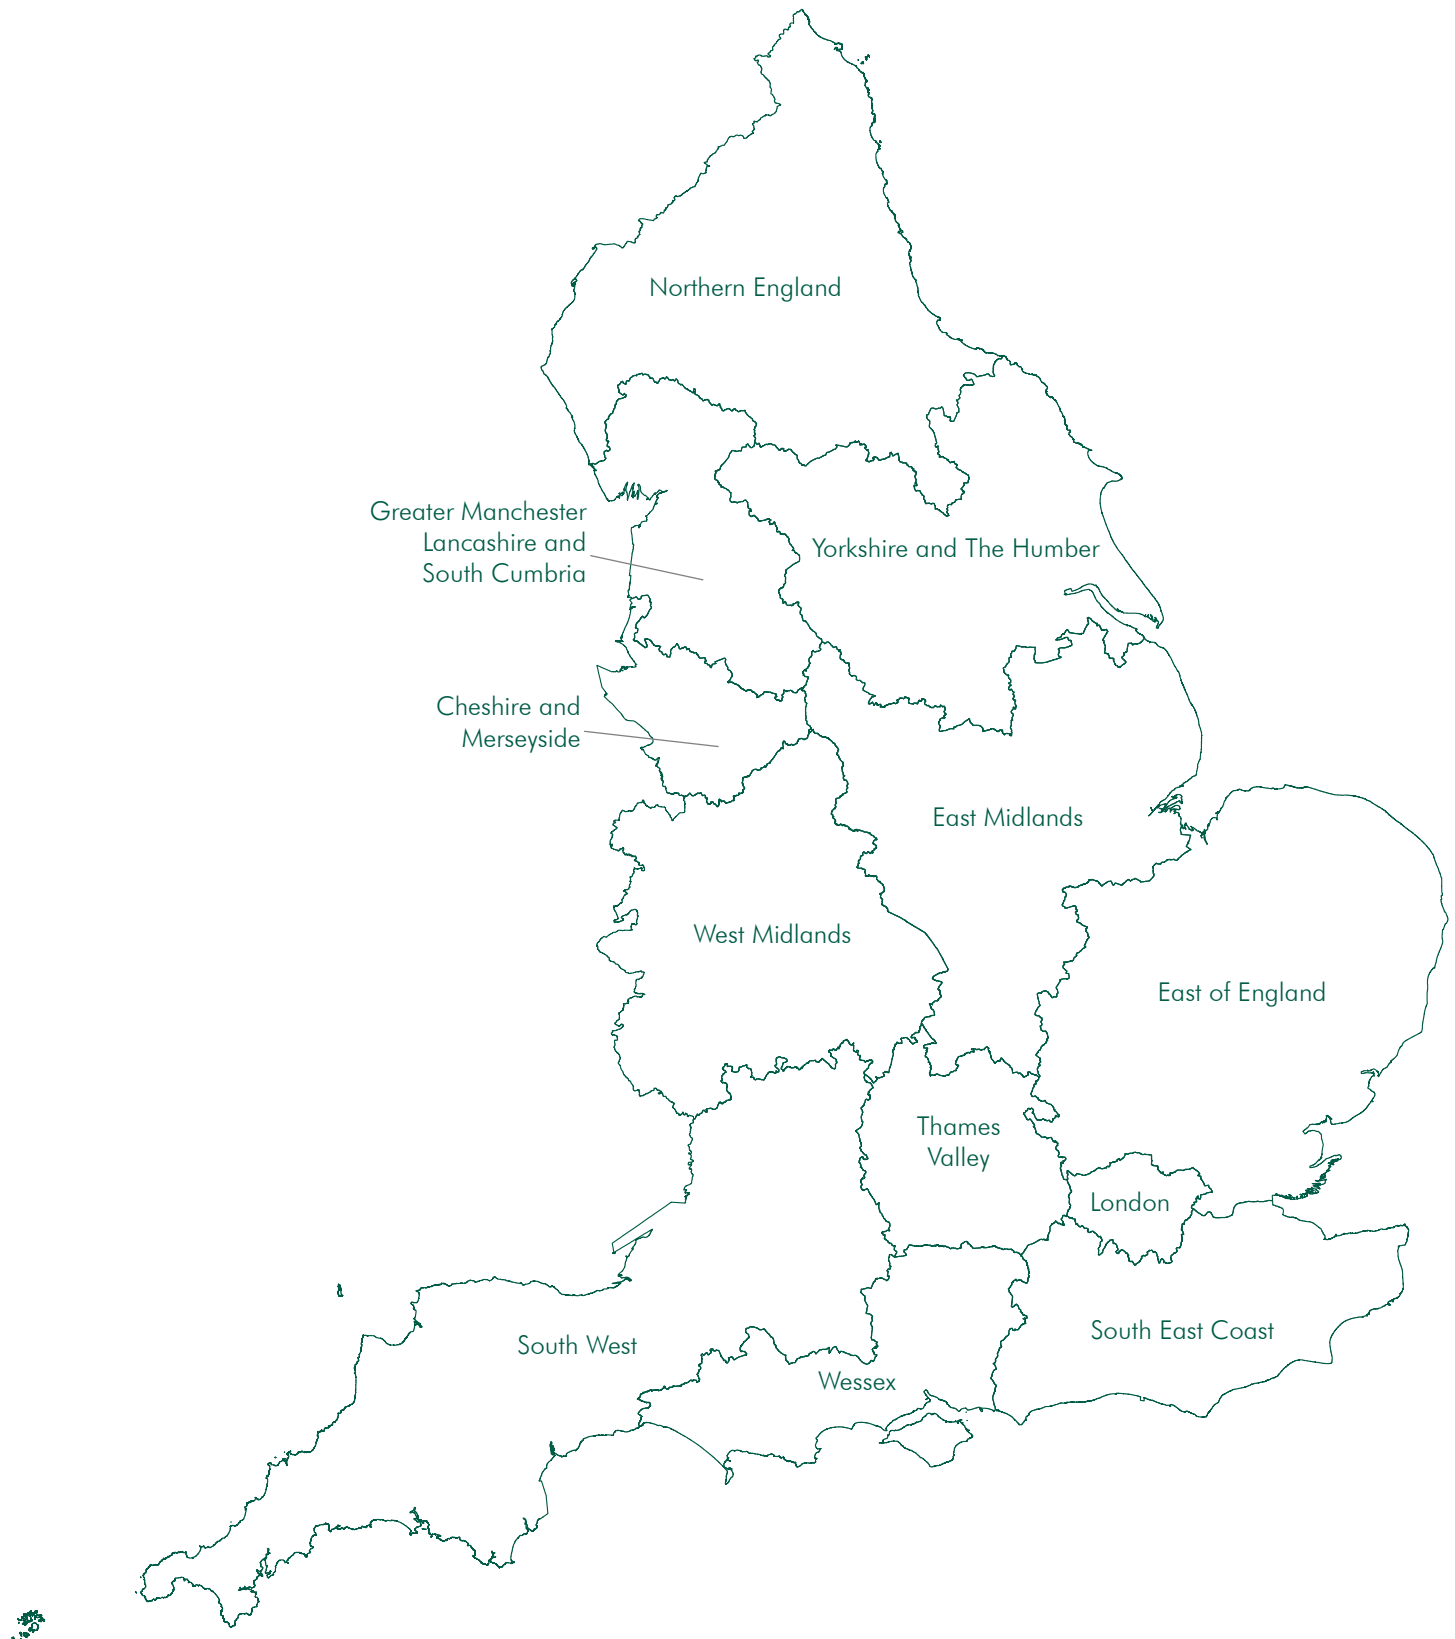 Northern England
Greater Manchester
Lancashire and
South Cumbria
Yorkshire and The Humber
Cheshire and
Merseyside
East Midlands
West Midlands
East of England
Thames
Valley
London
South East Coast
South West
Wessex